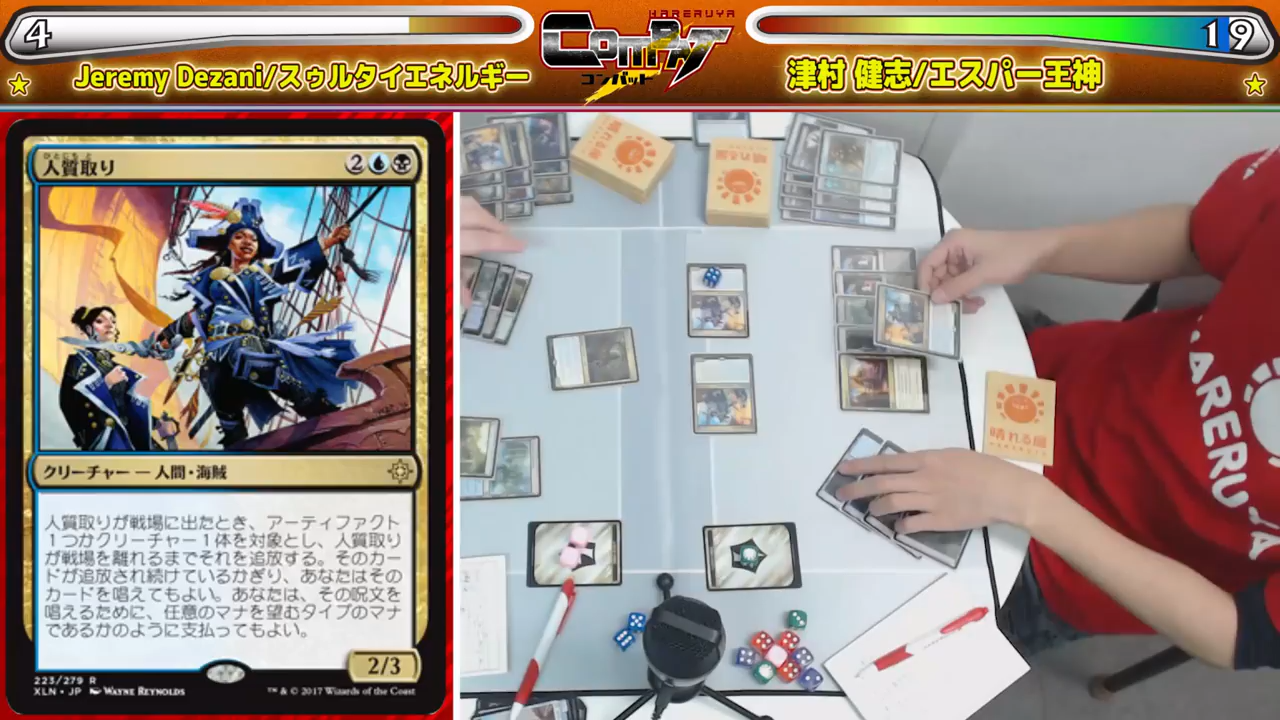 4
HARERUYA
COMBAT
コンバット
19
Jeremy Dezani/スゥルタイエネルギー
津村 健志/エスパー王神
人質取り
2
クリーチャー — 人間・海賊
人質取りが戦場に出たとき、アーティファクト
1つかクリーチャー1体を対象とし、人質取り
が戦場を離れるまでそれを追放する。そのカー
ドが追放され続けているかぎり、あなたはその
カードを唱えてもよい。あなたは、その呪文を
唱えるために、任意のマナを望むタイプのマナ
であるかのように支払ってもよい。
2/3
223/279 R
XLN • JP WAYNE REYNOLDS
™ & © 2017 Wizards of the Coast
晴れる屋